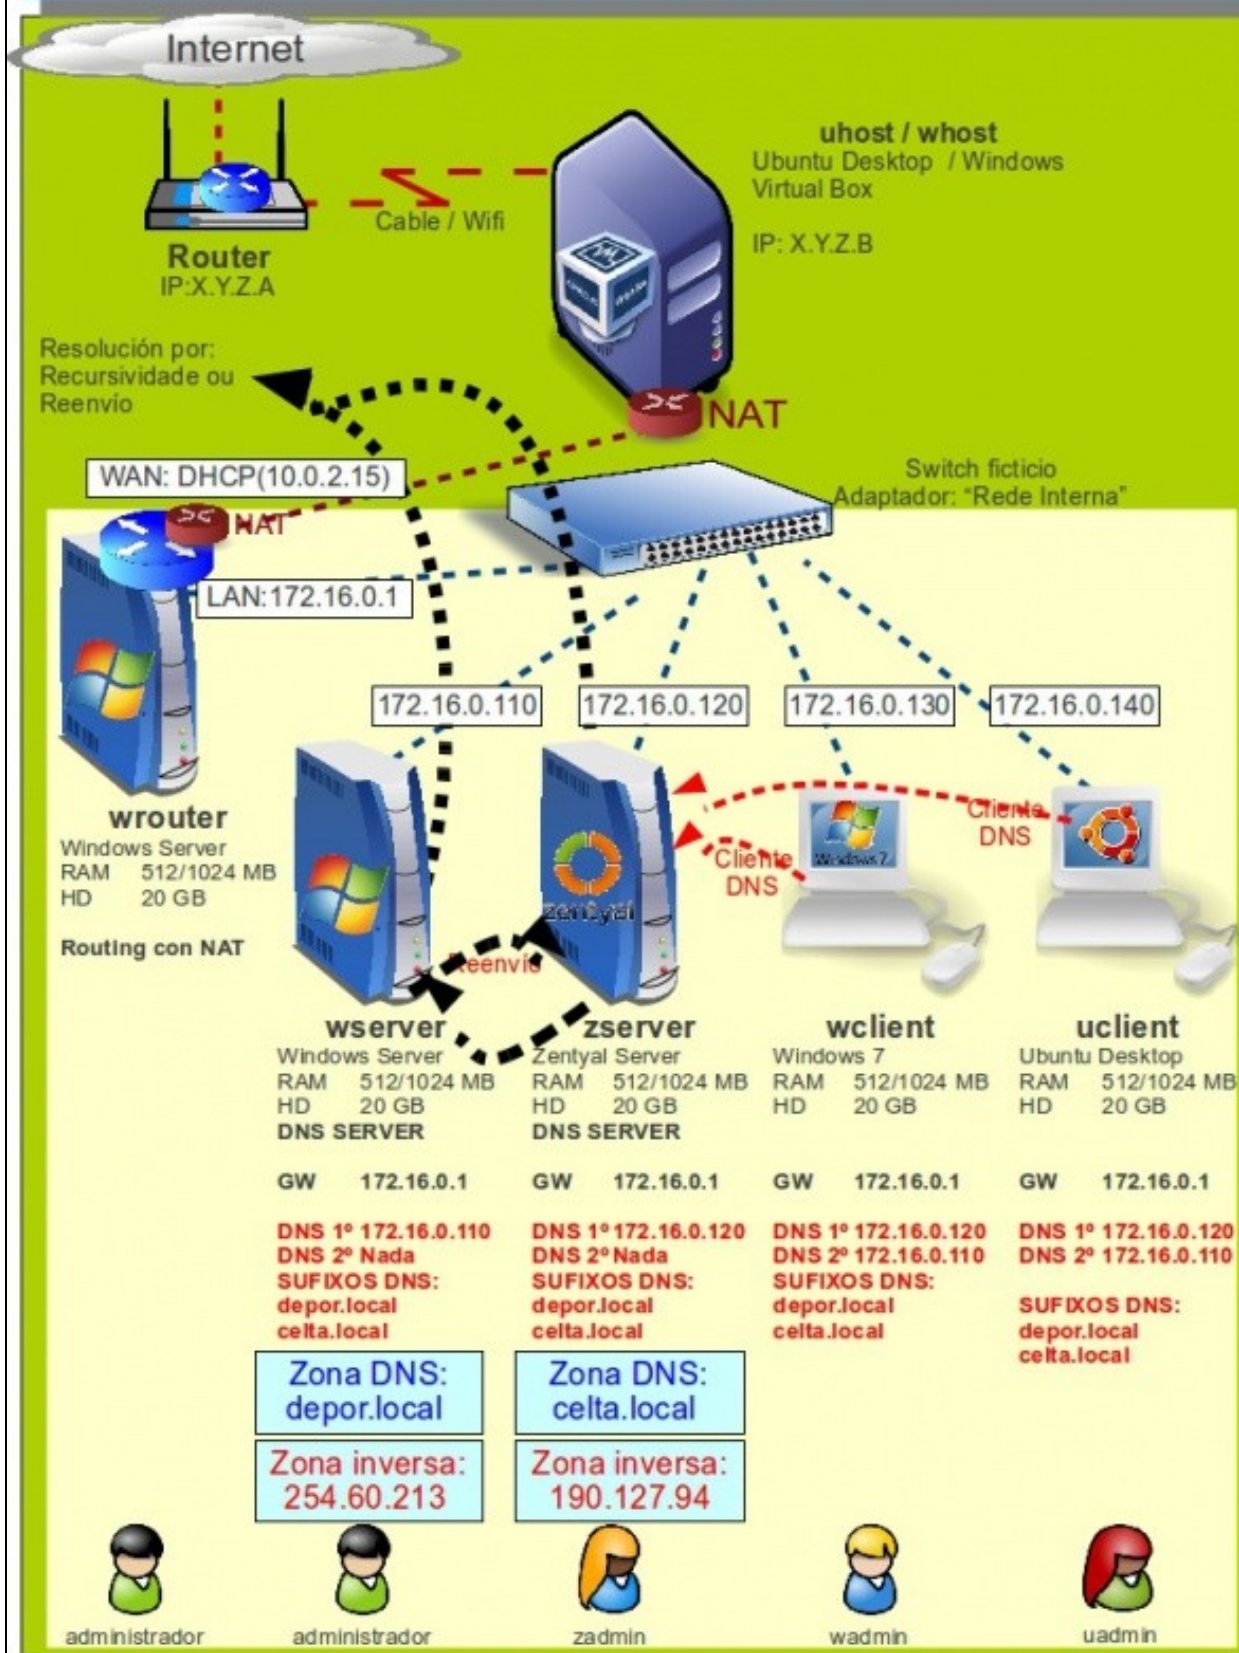 Internet
uhost / whost
Ubuntu Desktop / Windows
Virtual Box
IP: X.Y.Z.B
Cable / Wifi
Router
IP:X.Y.Z.A
Resolución por:
Recursividade ou
Reenvío
NAT
WAN: DHCP(10.0.2.15)
Switch ficticio
Adaptador: “Rede Interna”
NAT
LAN:172.16.0.1
172.16.0.110
172.16.0.120
172.16.0.130
172.16.0.140
wrouter
Windows Server
RAM 512/1024 MB
HD 20 GB
Routing con NAT
zentyal
Windows 7
Cliente
DNS
Cliente
DNS
Reenvío
wserver
Windows Server
RAM 512/1024 MB
HD 20 GB
DNS SERVER
GW 172.16.0.1
DNS 1º 172.16.0.110
DNS 2º Nada
SUFIXOS DNS:
depor.local
celta.local
Zona DNS:
depor.local
Zona inversa:
254.60.213
zserver
Zentyal Server
RAM 512/1024 MB
HD 20 GB
DNS SERVER
GW 172.16.0.1
DNS 1º 172.16.0.120
DNS 2º Nada
SUFIXOS DNS:
depor.local
celta.local
Zona DNS:
celta.local
Zona inversa:
190.127.94
wclient
Windows 7
RAM 512/1024 MB
HD 20 GB
GW 172.16.0.1
DNS 1º 172.16.0.120
DNS 2º 172.16.0.110
SUFIXOS DNS:
depor.local
celta.local
uclient
Ubuntu Desktop
RAM 512/1024 MB
HD 20 GB
GW 172.16.0.1
DNS 1º 172.16.0.120
DNS 2º 172.16.0.110
SUFIXOS DNS:
depor.local
celta.local
administrador
administrador
zadmin
wadmin
uadmin